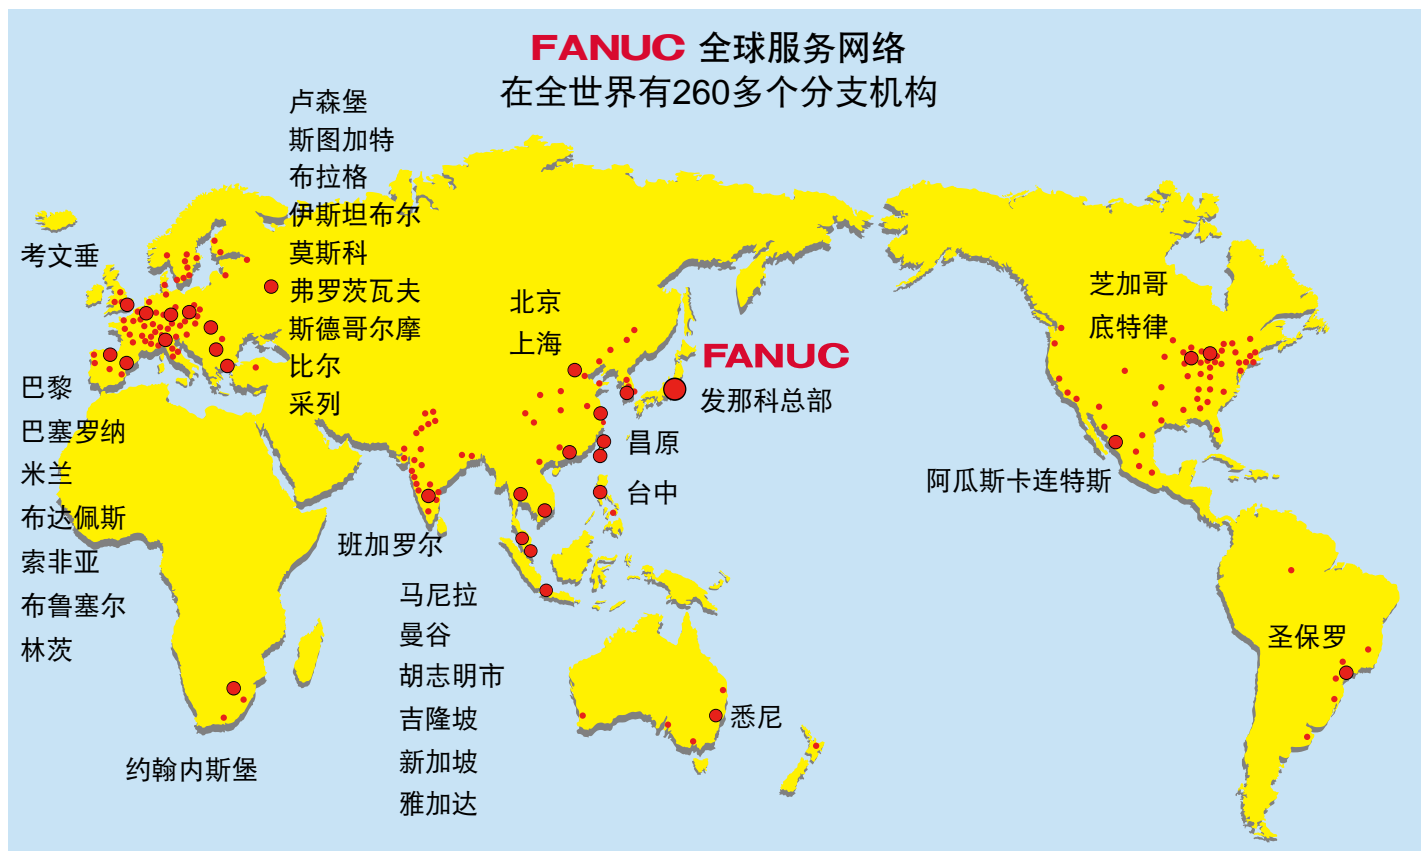 FANUC 全球服务网络
在全世界有260多个分支机构
卢森堡
斯图加特
布拉格
伊斯坦布尔
莫斯科
弗罗茨瓦夫
斯德哥尔摩
比尔
采列
考文垂
巴黎
巴塞罗纳
米兰
布达佩斯
索非亚
布鲁塞尔
林茨
约翰内斯堡
北京
上海
FANUC
发那科总部
昌原
台中
班加罗尔
马尼拉
曼谷
胡志明市
吉隆坡
新加坡
雅加达
悉尼
芝加哥
底特律
阿瓜斯卡连特斯
圣保罗